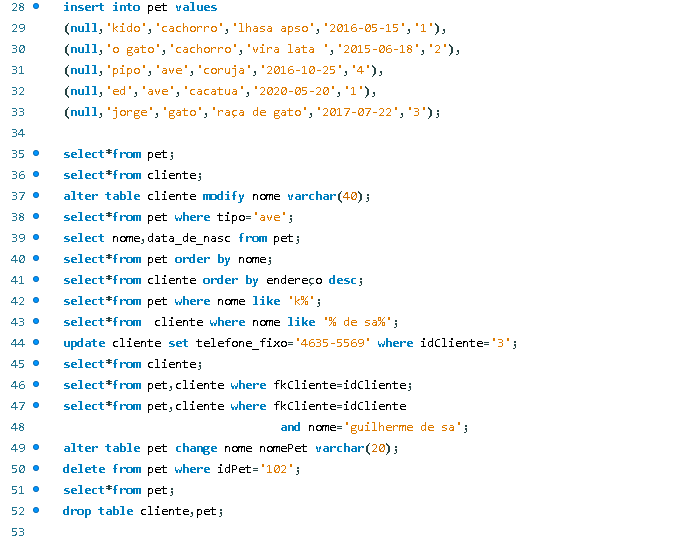 28 insert into pet values
29 (null,'kido','cachorro','lhasa apso','2016-05-15','1'),
30 (null,'o gato','cachorro','vira lata ','2015-06-18','2'),
31 (null,'pipo','ave','coruja','2016-10-25','4'),
32 (null,'ed','ave','cacatua','2020-05-20','1'),
33 (null,'jorge','gato','raça de gato','2017-07-22','3');
34
35 select*from pet;
36 select*from cliente;
37 alter table cliente modify nome varchar(40);
38 select*from pet where tipo='ave';
39 select nome,data_de_nasc from pet;
40 select*from pet order by nome;
41 select*from cliente order by endereço desc;
42 select*from pet where nome like 'k%';
43 select*from  cliente where nome like '% de sa%';
44 update cliente set telefone_fixo='4635-5569' where idCliente='3';
45 select*from cliente;
46 select*from pet,cliente where fkCliente=idCliente;
47 select*from pet,cliente where fkCliente=idCliente
48 and nome='guilherme de sa';
49 alter table pet change nome nomePet varchar(20);
50 delete from pet where idPet='102';
51 select*from pet;
52 drop table cliente,pet;
53